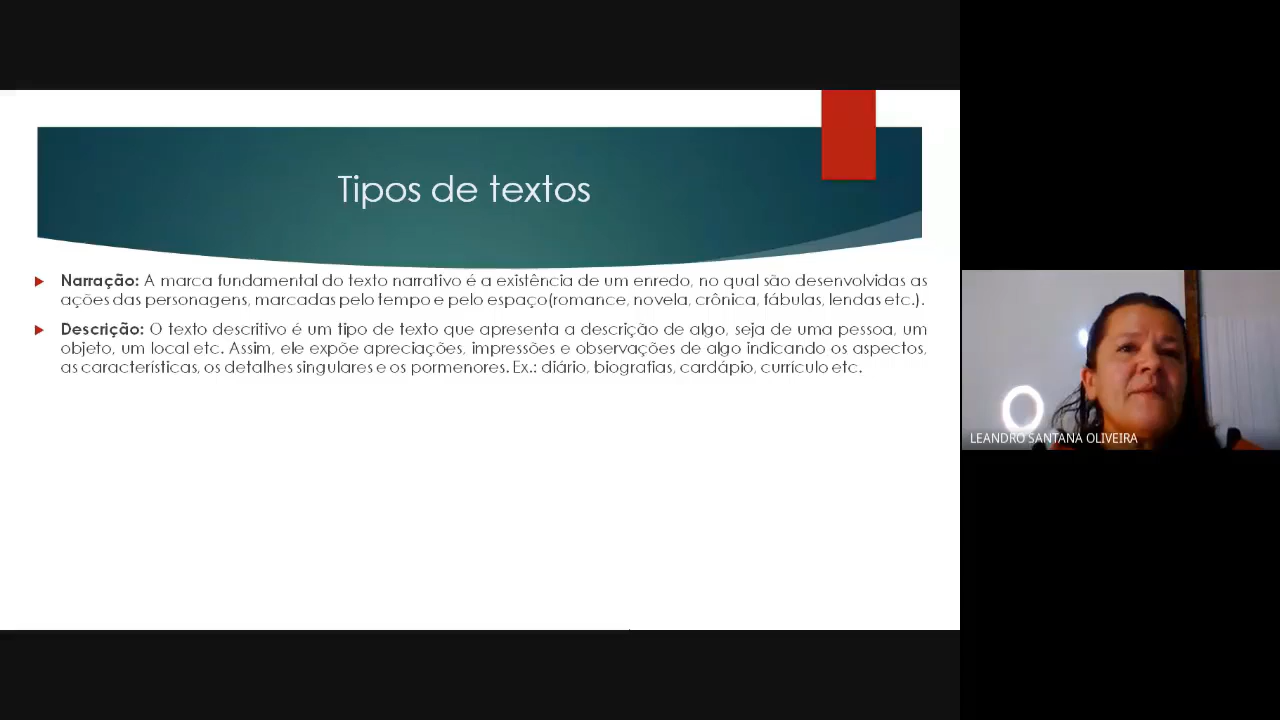 Tipos de textos
Narração: A marca fundamental do texto narrativo é a existência de um enredo, no qual são desenvolvidas as
ações das personagens, marcadas pelo tempo e pelo espaço(romance, novela, crônica, fábulas, lendas etc.).
Descrição: O texto descritivo é um tipo de texto que apresenta a descrição de algo, seja de uma pessoa, um
objeto, um local etc. Assim, ele expõe apreciações, impressões e observações de algo indicando os aspectos,
as características, os detalhes singulares e os pormenores. Ex.: diário, biografias, cardápio, currículo etc.
LEANDRO SANTANA OLIVEIRA